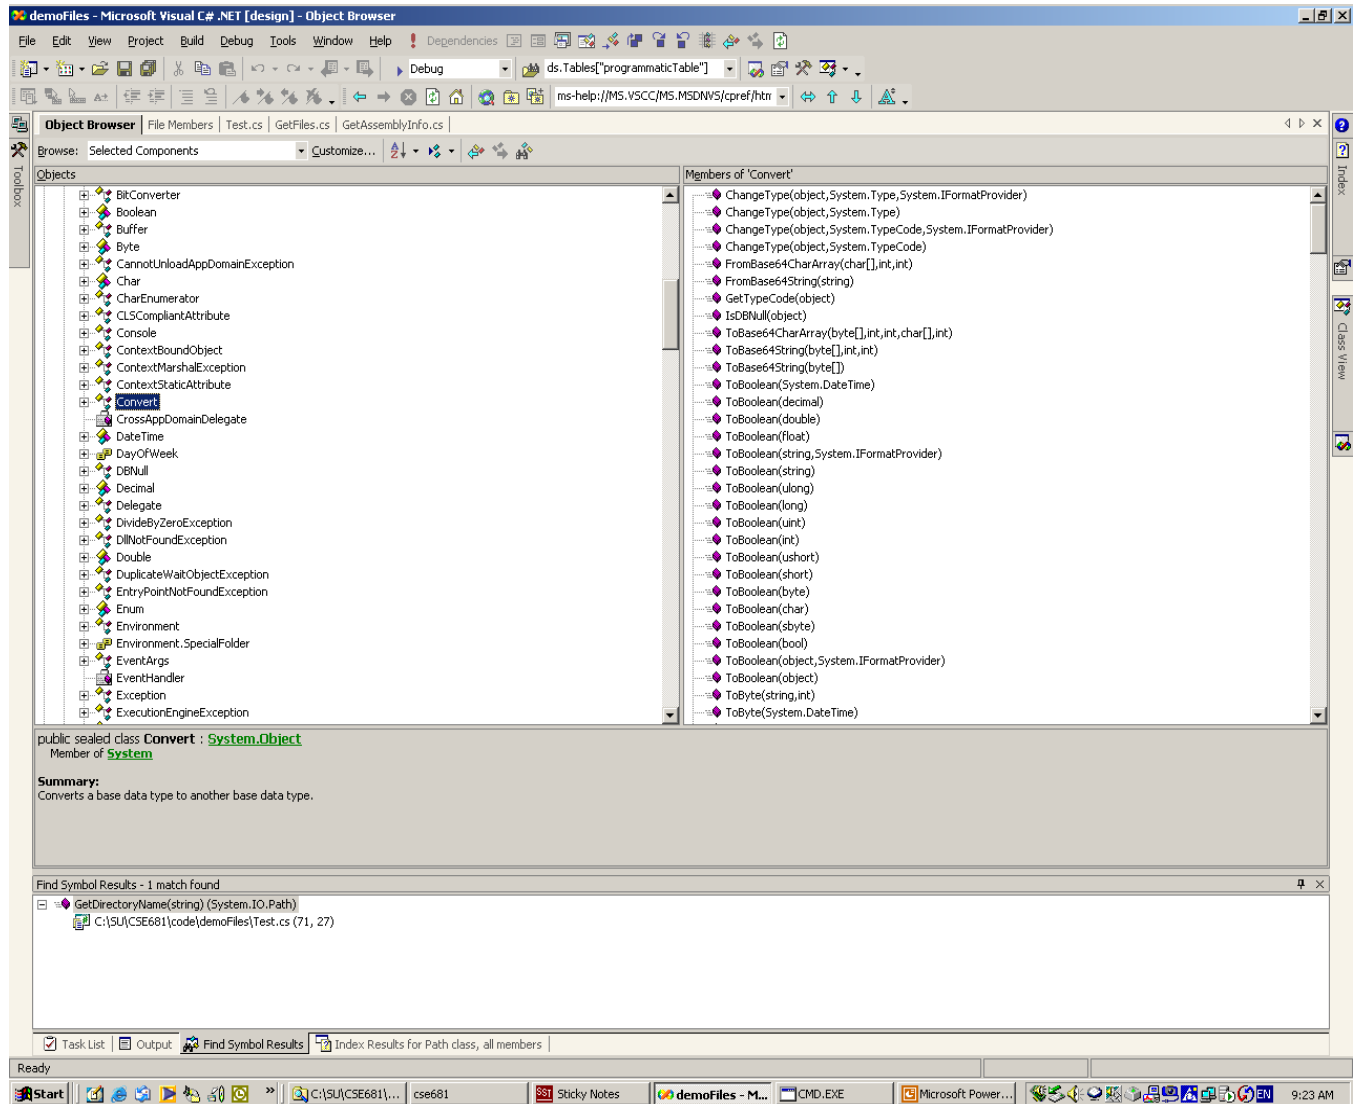 demoFiles - Microsoft Visual C# .NET [design] - Object Browser
File Edit View Project Build Debug Tools Window Help Dependencies
Debug ds.Tables["programmaticTable"]
ms-help://MS.VSCC/MS.MSDNVS/cpref/htm
Object Browser File Members Test.cs GetFiles.cs GetAssemblyInfo.cs
Browse: Selected Components Customize...
Toolbox
Objects
BitConverter
Boolean
Buffer
Byte
CannotUnloadAppDomainException
Char
CharEnumerator
CLSCompliantAttribute
Console
ContextBoundObject
ContextMarshalException
ContextStaticAttribute
Convert
CrossAppDomainDelegate
DateTime
DayOfWeek
DBNull
Decimal
Delegate
DivideByZeroException
DllNotFoundException
Double
DuplicateWaitObjectException
EntryPointNotFoundException
Enum
Environment
Environment.SpecialFolder
EventArgs
EventHandler
Exception
ExecutionEngineException
Members of 'Convert'
ChangeType(object,System.Type,System.IFormatProvider)
ChangeType(object,System.Type)
ChangeType(object,System.TypeCode,System.IFormatProvider)
ChangeType(object,System.TypeCode)
FromBase64CharArray(char[],int,int)
FromBase64String(string)
GetTypeCode(object)
IsDBNull(object)
ToBase64CharArray(byte[],int,int,char[],int)
ToBase64String(byte[],int,int)
ToBase64String(byte[])
ToBoolean(System.DateTime)
ToBoolean(decimal)
ToBoolean(double)
ToBoolean(float)
ToBoolean(string,System.IFormatProvider)
ToBoolean(string)
ToBoolean(ulong)
ToBoolean(long)
ToBoolean(uint)
ToBoolean(int)
ToBoolean(ushort)
ToBoolean(short)
ToBoolean(byte)
ToBoolean(char)
ToBoolean(sbyte)
ToBoolean(bool)
ToBoolean(object,System.IFormatProvider)
ToBoolean(object)
ToByte(string,int)
ToByte(System.DateTime)
Index
Class View
public sealed class Convert : System.Object
Member of System
Summary:
Converts a base data type to another base data type.
Find Symbol Results - 1 match found
GetDirectoryName(string) (System.IO.Path)
C:\SU\CSE681\code\demoFiles\Test.cs (71, 27)
Task List Output Find Symbol Results Index Results for Path class, all members
Ready
Start C:\SU\CSE681\... cse681 SST Sticky Notes demoFiles - M... CMD.EXE Microsoft Power... EN 9:23 AM